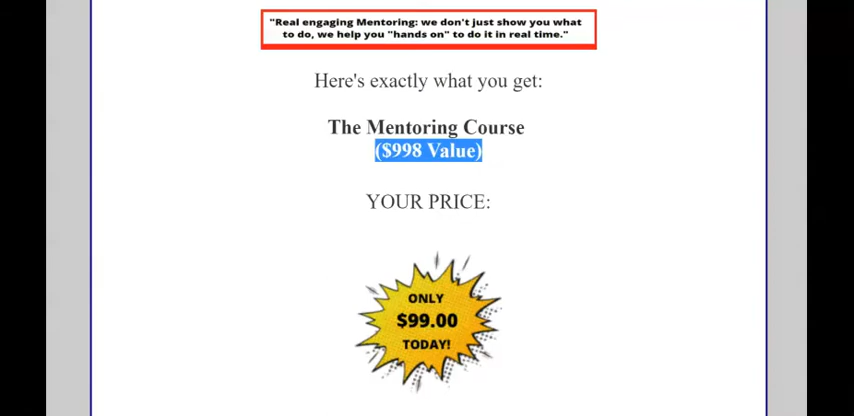 "Real engaging Mentoring: we don't just show you what
to do, we help you "hands on" to do it in real time."
Here's exactly what you get:
The Mentoring Course
($998 Value)
YOUR PRICE:
ONLY
$99.00
TODAY!